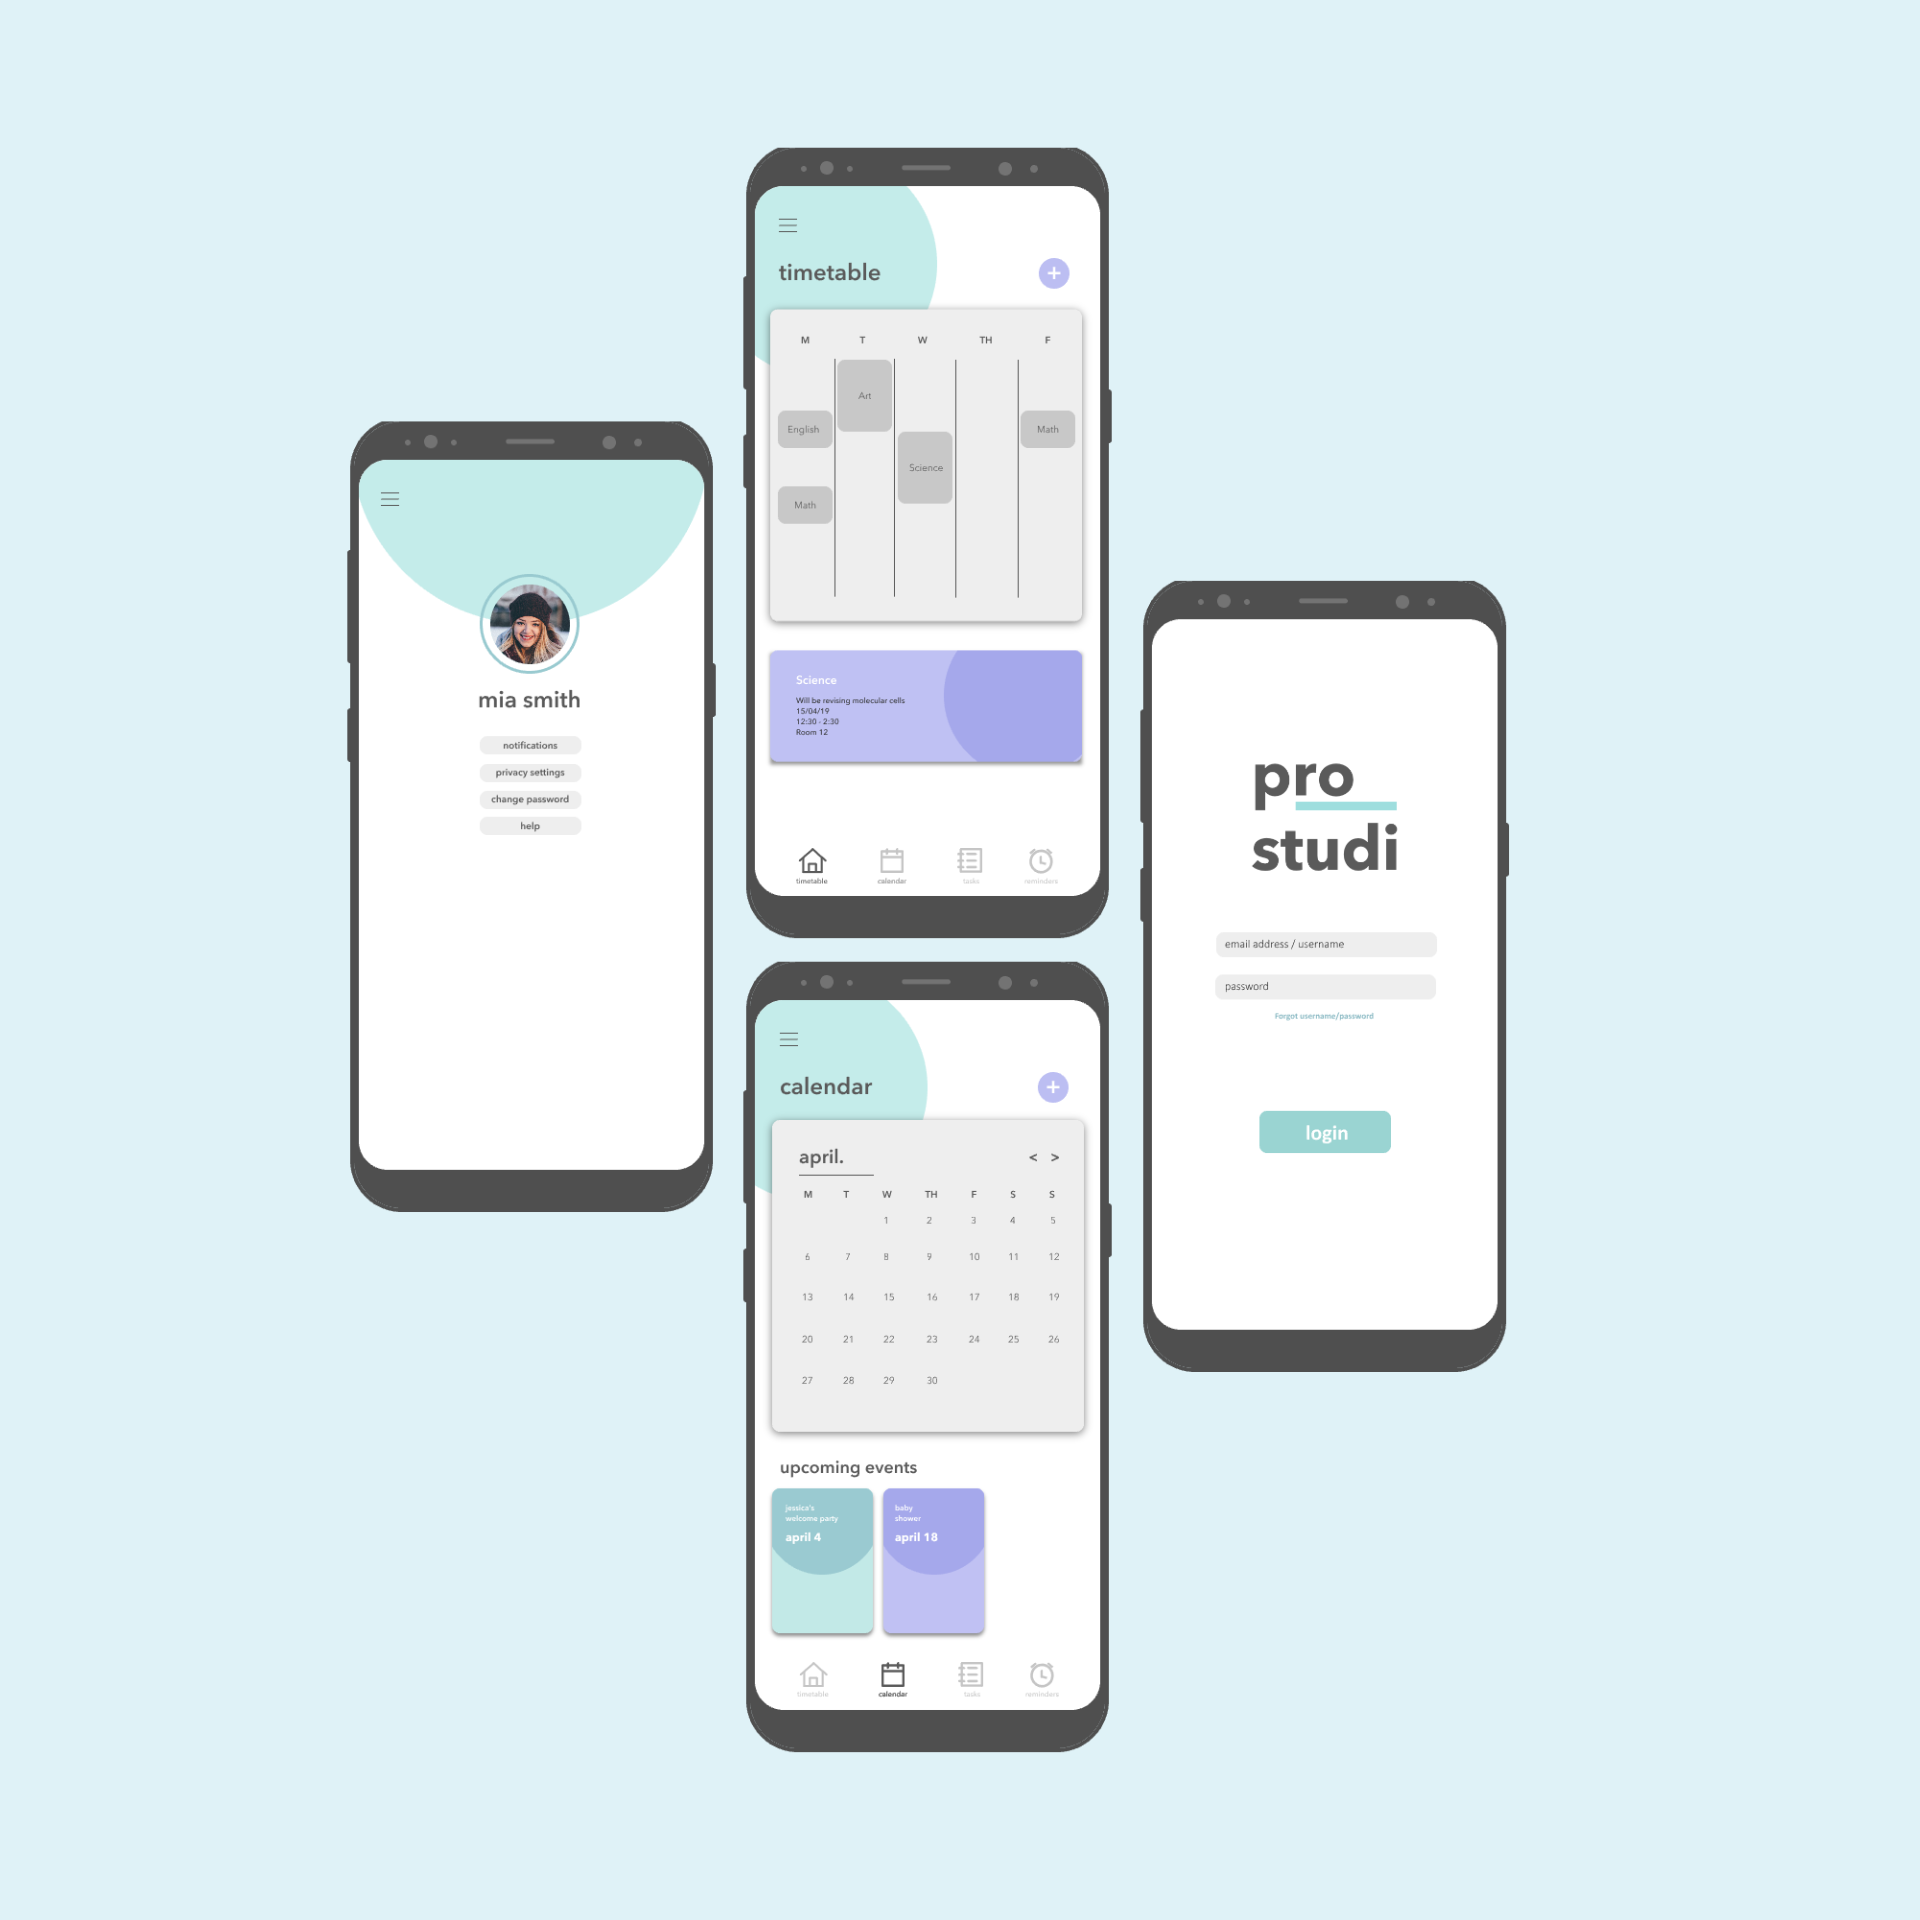 mia smith
notifications
privacy settings
change password
help
timetable
+
M T W TH F
Art
English
Math
Science
Math
Science
Will be revising molecular cells
15/04/19
12:30 - 2:30
Room 12
timetable calendar tasks reminders
calendar
+
april. < >
M T W TH F S S
1 2 3 4 5
6 7 8 9 10 11 12
13 14 15 16 17 18 19
20 21 22 23 24 25 26
27 28 29 30
upcoming events
jessica's
welcome party
april 4
baby
shower
april 18
timetable calendar tasks reminders
pro
studi
email address / username
password
Forgot username/password
login